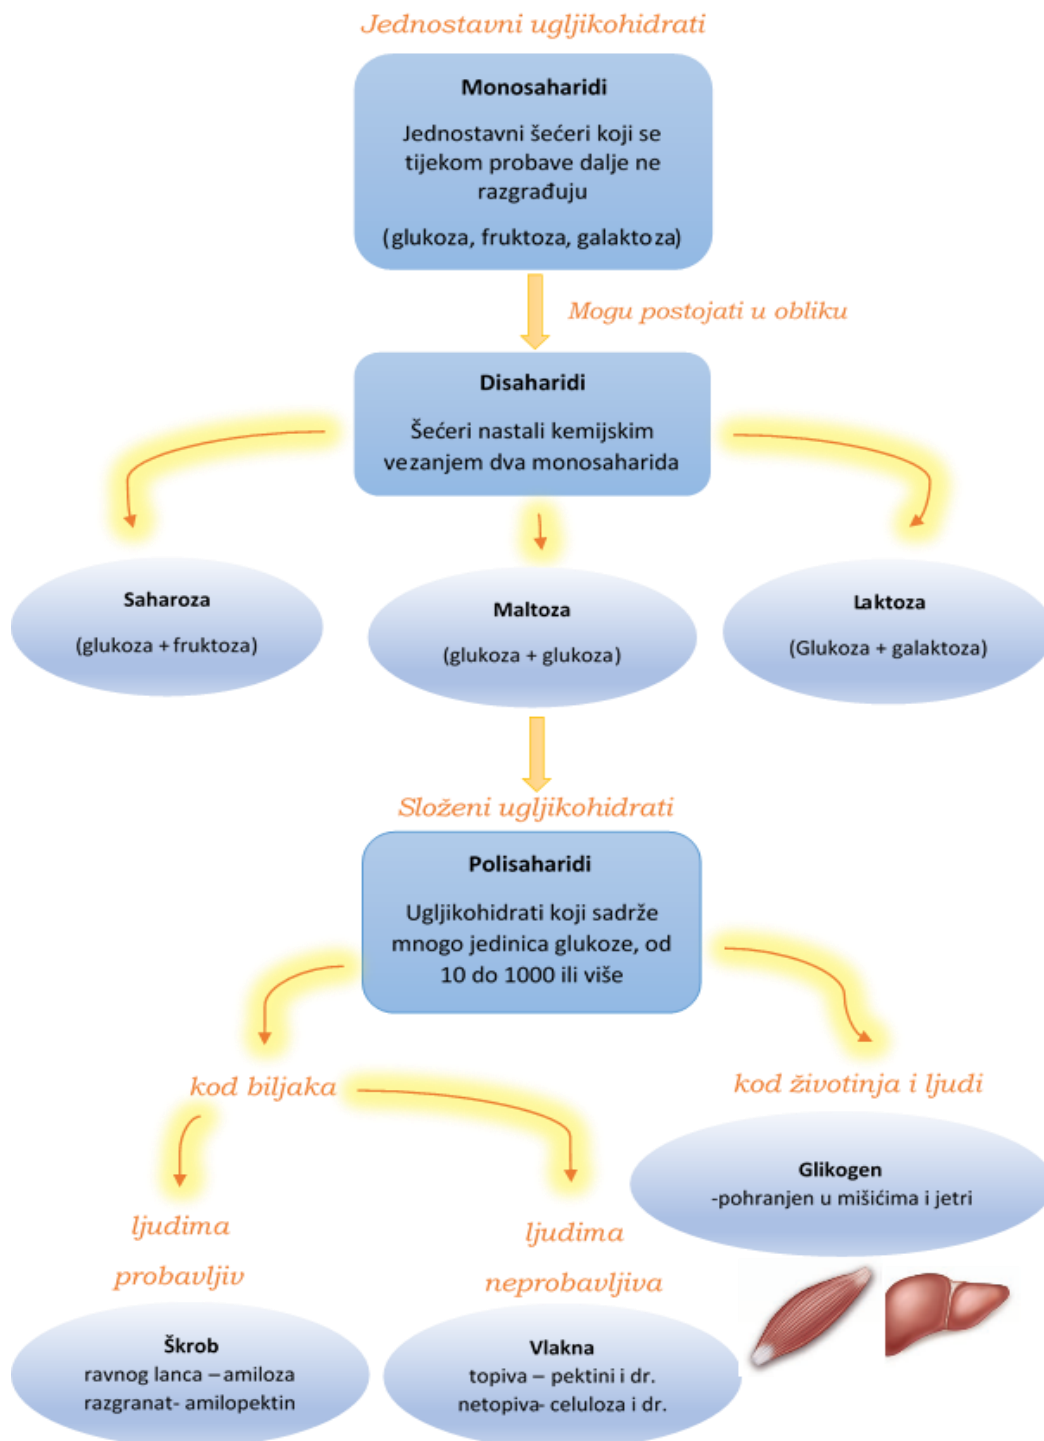 Jednostavni ugljikohidrati
Monosaharidi
Jednostavni šećeri koji se
tijekom probave dalje ne
razgrađuju
(glukoza, fruktoza, galaktoza)
Mogu postojati u obliku
Disaharidi
Šećeri nastali kemijskim
vezanjem dva monosaharida
Saharoza
(glukoza + fruktoza)
Maltoza
(glukoza + glukoza)
Laktoza
(Glukoza + galaktoza)
Složeni ugljikohidrati
Polisaharidi
Ugljikohidrati koji sadrže
mnogo jedinica glukoze, od
10 do 1000 ili više
kod biljaka
kod životinja i ljudi
Glikogen
-pohranjen u mišićima i jetri
ljudima
probavljiv
ljudima
neprobavljiva
Škrob
ravnog lanca – amiloza
razgranat- amilopektin
Vlakna
topiva – pektini i dr.
netopiva- celuloza i dr.